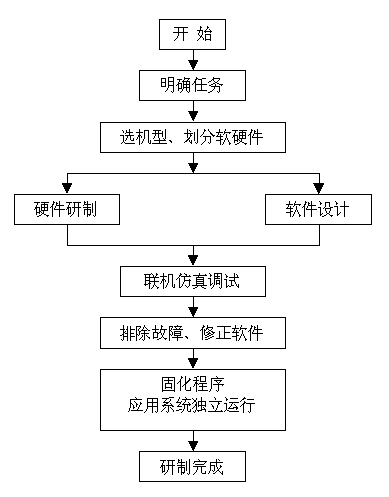 开 始
明确任务
选机型、划分软硬件
硬件研制
软件设计
联机仿真调试
排除故障、修正软件
固化程序
应用系统独立运行
研制完成